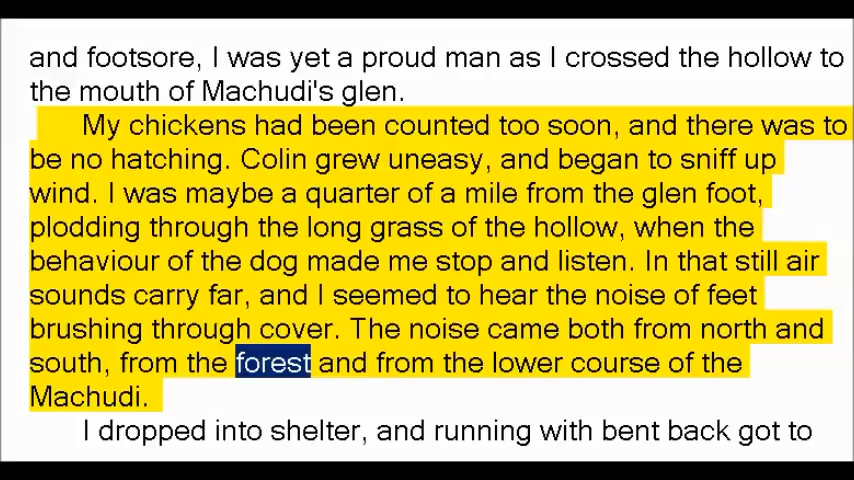 and footsore, I was yet a proud man as I crossed the hollow to
the mouth of Machudi's glen.
My chickens had been counted too soon, and there was to
be no hatching. Colin grew uneasy, and began to sniff up
wind. I was maybe a quarter of a mile from the glen foot,
plodding through the long grass of the hollow, when the
behaviour of the dog made me stop and listen. In that still air
sounds carry far, and I seemed to hear the noise of feet
brushing through cover. The noise came both from north and
south, from the forest and from the lower course of the
Machudi.
I dropped into shelter, and running with bent back got to